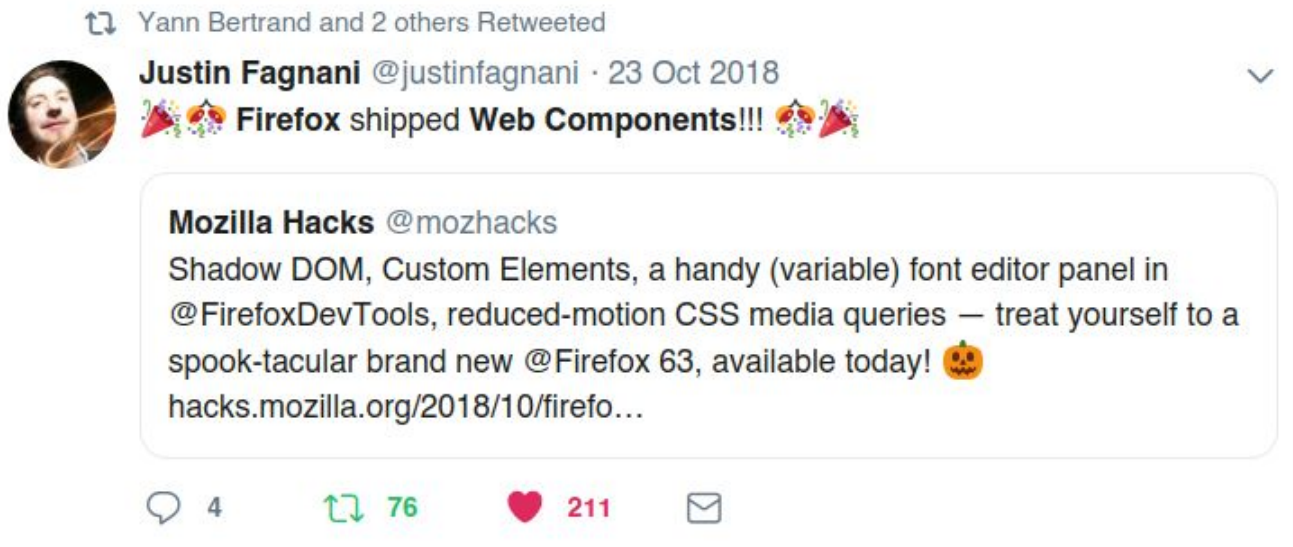 Yann Bertrand and 2 others Retweeted
Justin Fagnani @justinfagnani · 23 Oct 2018
🎉🎊 Firefox shipped Web Components!!! 🎊🎉
Mozilla Hacks @mozhacks
Shadow DOM, Custom Elements, a handy (variable) font editor panel in
@FirefoxDevTools, reduced-motion CSS media queries — treat yourself to a
spook-tacular brand new @Firefox 63, available today! 🎃
hacks.mozilla.org/2018/10/firefo…
4 76 211